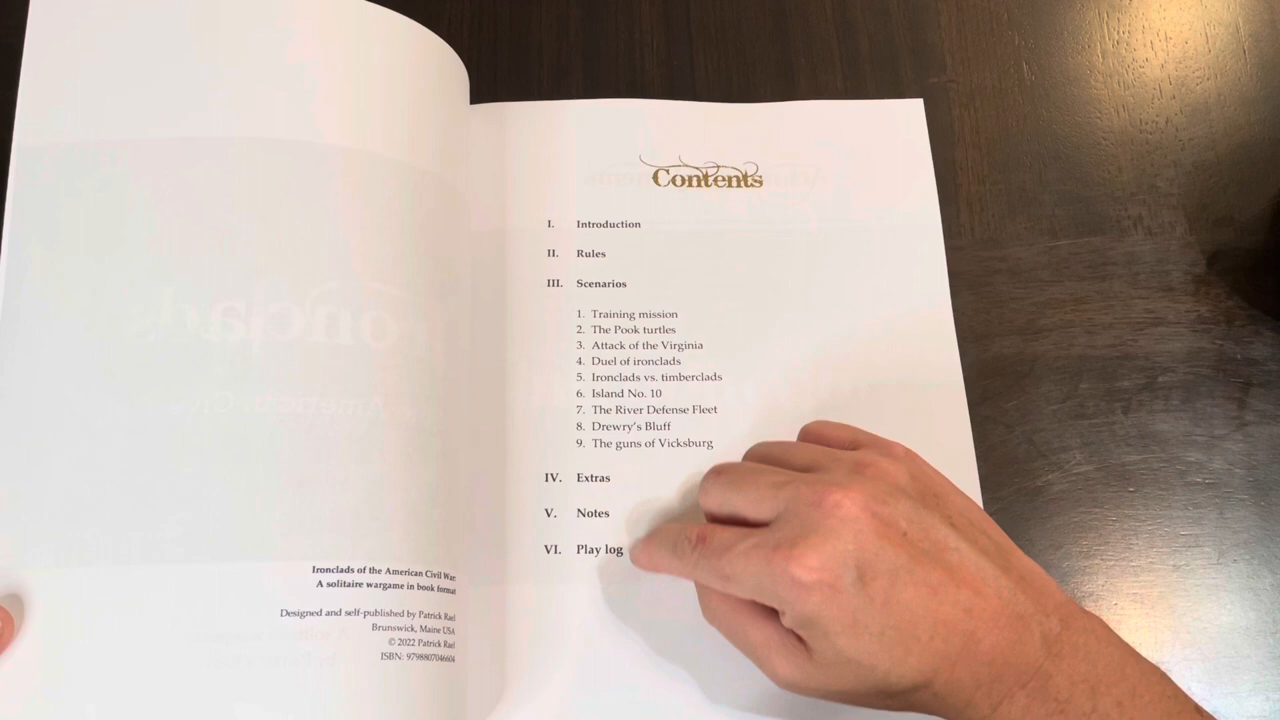 Ironclads of the American Civil War
A solitaire wargame in book format
Designed and self-published by Patrick Rael
Brunswick, Maine USA
© 2022 Patrick Rael
ISBN: 9798807046604
Contents
I. Introduction
II. Rules
III. Scenarios
1. Training mission
2. The Pook turtles
3. Attack of the Virginia
4. Duel of ironclads
5. Ironclads vs. timberclads
6. Island No. 10
7. The River Defense Fleet
8. Drewry's Bluff
9. The guns of Vicksburg
IV. Extras
V. Notes
VI. Play log